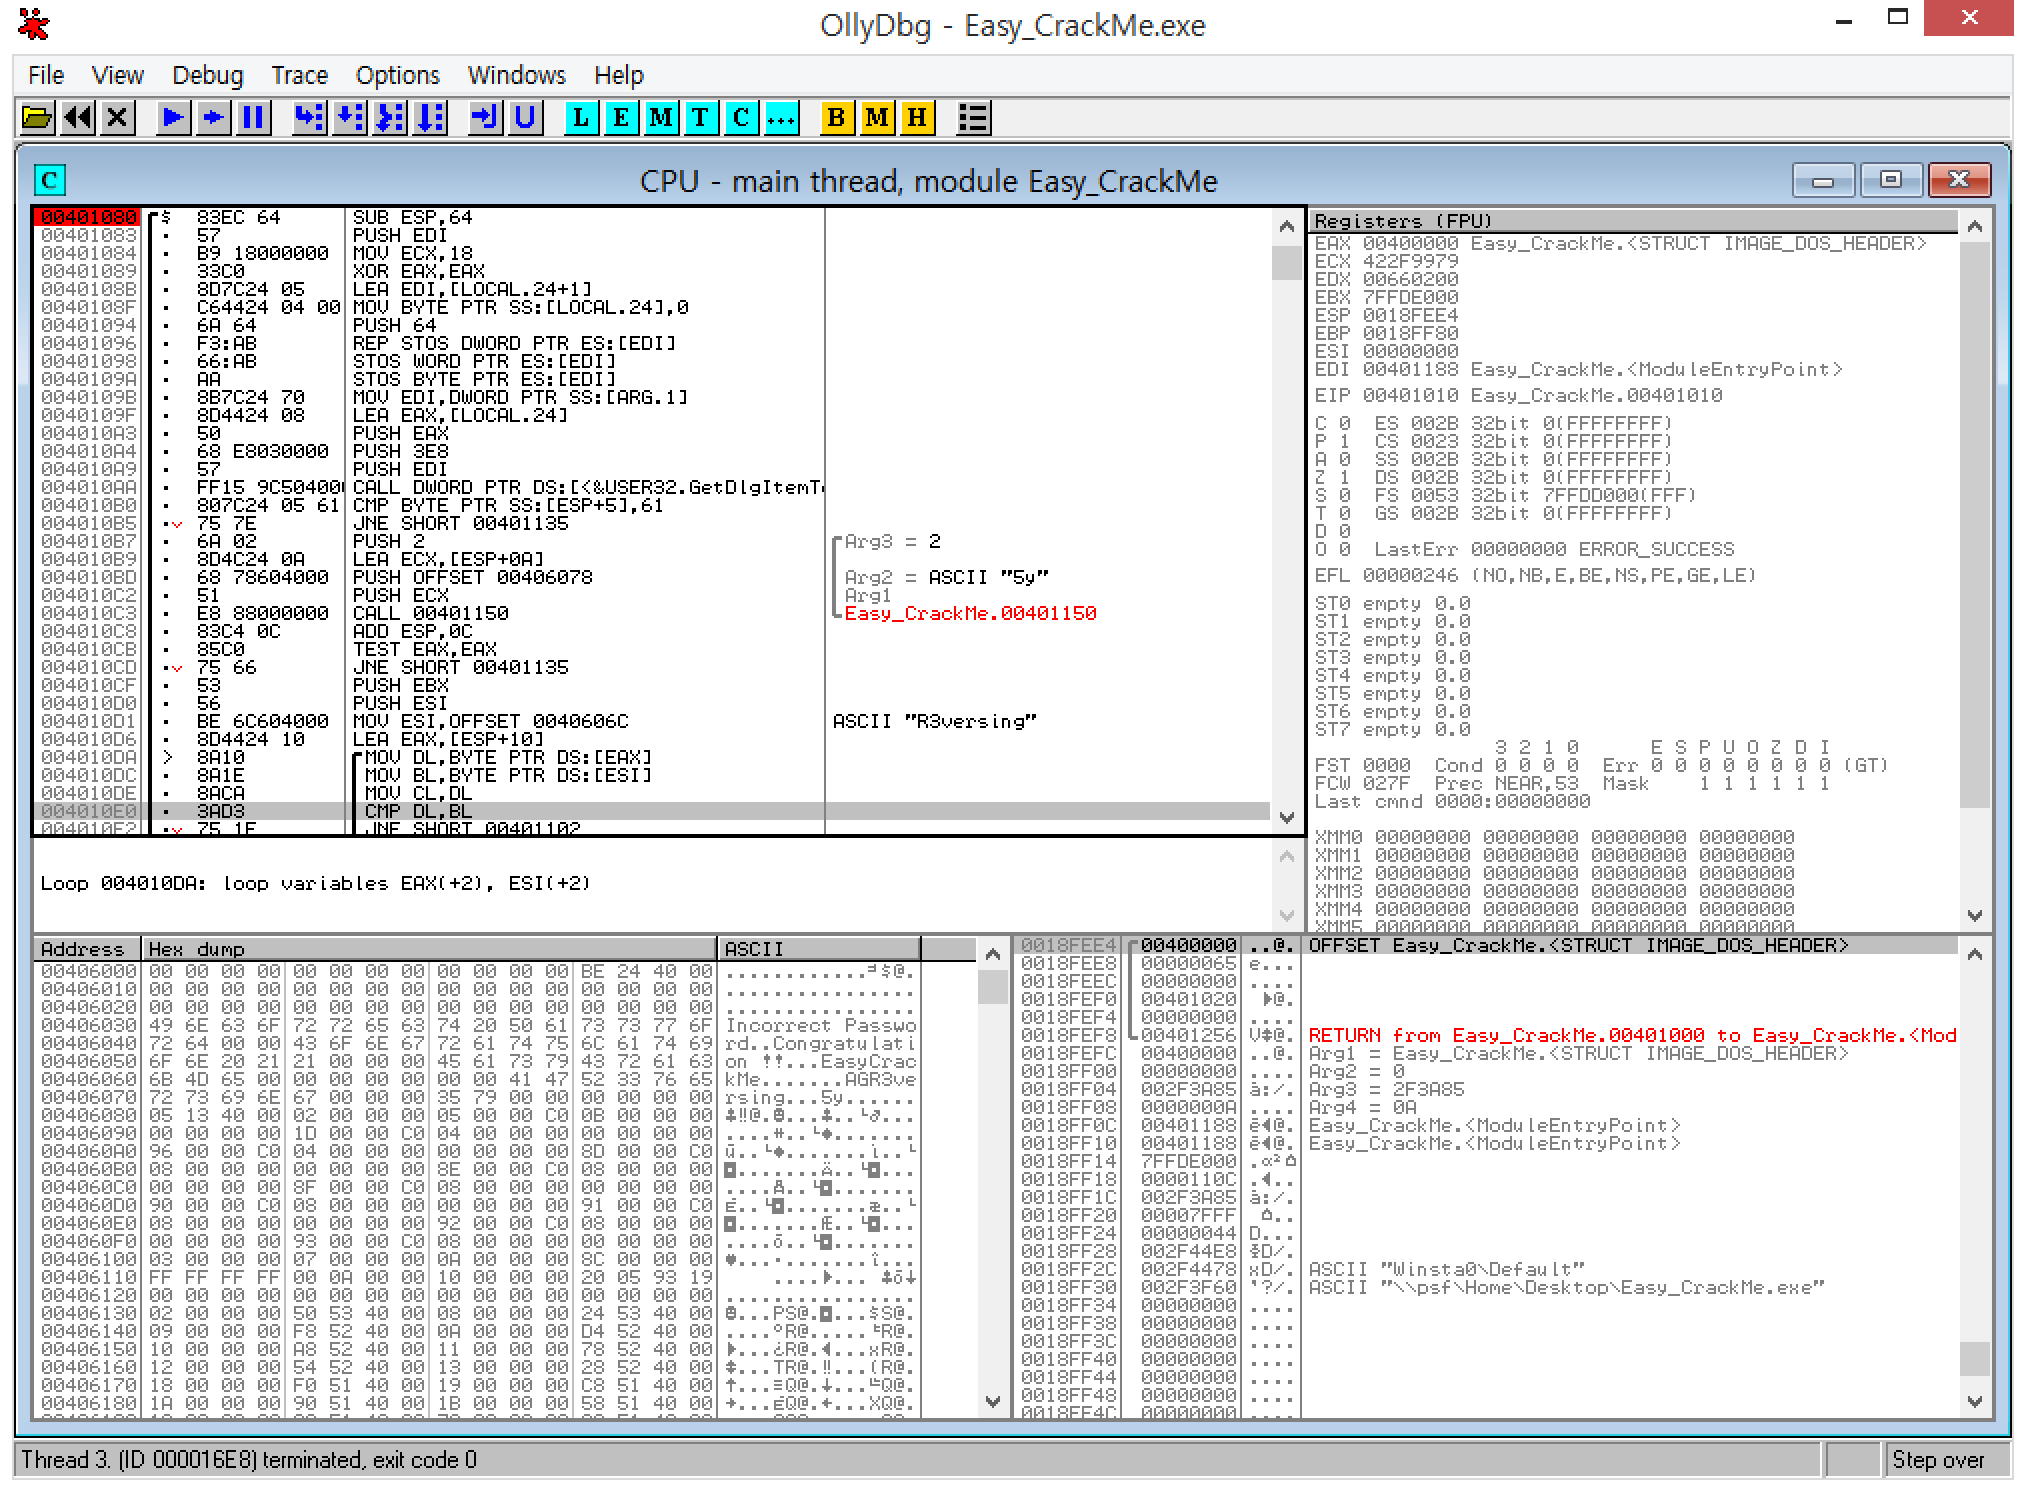 OllyDbg - Easy_CrackMe.exe
File View Debug Trace Options Windows Help
L E M T C ... B M H
C CPU - main thread, module Easy_CrackMe
00401080 $ 83EC 64 SUB ESP,64
00401083 . 57 PUSH EDI
00401084 . B9 18000000 MOV ECX,18
00401089 . 33C0 XOR EAX,EAX
0040108B . 8D7C24 05 LEA EDI,[LOCAL.24+1]
0040108F . C64424 04 00 MOV BYTE PTR SS:[LOCAL.24],0
00401094 . 6A 64 PUSH 64
00401096 . F3:AB REP STOS DWORD PTR ES:[EDI]
00401098 . 66:AB STOS WORD PTR ES:[EDI]
0040109A . AA STOS BYTE PTR ES:[EDI]
0040109B . 8B7C24 70 MOV EDI,DWORD PTR SS:[ARG.1]
0040109F . 8D4424 08 LEA EAX,[LOCAL.24]
004010A3 . 50 PUSH EAX
004010A4 . 68 E8030000 PUSH 3E8
004010A9 . 57 PUSH EDI
004010AA . FF15 9C504000 CALL DWORD PTR DS:[<&USER32.GetDlgItemT
004010B0 . 807C24 05 61 CMP BYTE PTR SS:[ESP+5],61
004010B5 . 75 7E JNE SHORT 00401135
004010B7 . 6A 02 PUSH 2 Arg3 = 2
004010B9 . 8D4C24 0A LEA ECX,[ESP+0A]
004010BD . 68 78604000 PUSH OFFSET 00406078 Arg2 = ASCII "5y"
004010C2 . 51 PUSH ECX Arg1
004010C3 . E8 88000000 CALL 00401150 Easy_CrackMe.00401150
004010C8 . 83C4 0C ADD ESP,0C
004010CB . 85C0 TEST EAX,EAX
004010CD . 75 66 JNE SHORT 00401135
004010CF . 53 PUSH EBX
004010D0 . 56 PUSH ESI
004010D1 . BE 6C604000 MOV ESI,OFFSET 0040606C ASCII "R3versing"
004010D6 . 8D4424 10 LEA EAX,[ESP+10]
004010DA > 8A10 MOV DL,BYTE PTR DS:[EAX]
004010DC . 8A1E MOV BL,BYTE PTR DS:[ESI]
004010DE . 8ACA MOV CL,DL
004010E0 . 3AD3 CMP DL,BL
004010E2 . 75 1E JNE SHORT 00401102
Loop 004010DA: loop variables EAX(+2), ESI(+2)
Registers (FPU)
EAX 00400000 Easy_CrackMe.<STRUCT IMAGE_DOS_HEADER>
ECX 422F9979
EDX 00660200
EBX 7FFDE000
ESP 0018FEE4
EBP 0018FF80
ESI 00000000
EDI 00401188 Easy_CrackMe.<ModuleEntryPoint>
EIP 00401010 Easy_CrackMe.00401010
C 0 ES 002B 32bit 0(FFFFFFFF)
P 1 CS 0023 32bit 0(FFFFFFFF)
A 0 SS 002B 32bit 0(FFFFFFFF)
Z 1 DS 002B 32bit 0(FFFFFFFF)
S 0 FS 0053 32bit 7FFDD000(FFF)
T 0 GS 002B 32bit 0(FFFFFFFF)
D 0
O 0 LastErr 00000000 ERROR_SUCCESS
EFL 00000246 (NO,NB,E,BE,NS,PE,GE,LE)
ST0 empty 0.0
ST1 empty 0.0
ST2 empty 0.0
ST3 empty 0.0
ST4 empty 0.0
ST5 empty 0.0
ST6 empty 0.0
ST7 empty 0.0
3 2 1 0 E S P U O Z D I
FST 0000 Cond 0 0 0 0 Err 0 0 0 0 0 0 0 0 (GT)
FCW 027F Prec NEAR,53 Mask 1 1 1 1 1 1
Last cmnd 0000:00000000
XMM0 00000000 00000000 00000000 00000000
XMM1 00000000 00000000 00000000 00000000
XMM2 00000000 00000000 00000000 00000000
XMM3 00000000 00000000 00000000 00000000
XMM4 00000000 00000000 00000000 00000000
XMM5 00000000 00000000 00000000 00000000
Address Hex dump ASCII
00406000 00 00 00 00 00 00 00 00 00 00 00 00 BE 24 40 00
00406010 00 00 00 00 00 00 00 00 00 00 00 00 00 00 00 00 ................
00406020 00 00 00 00 00 00 00 00 00 00 00 00 00 00 00 00 ................
00406030 49 6E 63 6F 72 72 65 63 74 20 50 61 73 73 77 6F Incorrect Passwo
00406040 72 64 00 00 43 6F 6E 67 72 61 74 75 6C 61 74 69 rd..Congratulati
00406050 6F 6E 20 21 21 00 00 00 45 61 73 79 43 72 61 63 on !!...EasyCrac
00406060 6B 4D 65 00 00 00 00 00 00 00 41 47 52 33 76 65 kMe.......AGR3ve
00406070 72 73 69 6E 67 00 00 00 35 79 00 00 00 00 00 00 rsing...5y......
00406080 05 13 40 00 02 00 00 00 05 00 00 C0 0B 00 00 00
00406090 00 00 00 00 1D 00 00 C0 04 00 00 00 00 00 00 00
004060A0 96 00 00 C0 04 00 00 00 00 00 00 00 8D 00 00 C0
004060B0 08 00 00 00 00 00 00 00 8E 00 00 C0 08 00 00 00
004060C0 00 00 00 00 8F 00 00 C0 08 00 00 00 00 00 00 00
004060D0 90 00 00 C0 08 00 00 00 00 00 00 00 91 00 00 C0
004060E0 08 00 00 00 00 00 00 00 92 00 00 C0 08 00 00 00
004060F0 00 00 00 00 93 00 00 C0 08 00 00 00 00 00 00 00
00406100 03 00 00 00 07 00 00 00 0A 00 00 00 8C 00 00 00
00406110 FF FF FF FF 00 0A 00 00 10 00 00 00 20 05 93 19
00406120 00 00 00 00 00 00 00 00 00 00 00 00 00 00 00 00 ................
00406130 02 00 00 00 50 53 40 00 08 00 00 00 24 53 40 00
00406140 09 00 00 00 F8 52 40 00 0A 00 00 00 D4 52 40 00
00406150 10 00 00 00 A8 52 40 00 11 00 00 00 78 52 40 00
00406160 12 00 00 00 54 52 40 00 13 00 00 00 28 52 40 00
00406170 18 00 00 00 F0 51 40 00 19 00 00 00 C8 51 40 00
00406180 1A 00 00 00 90 51 40 00 1B 00 00 00 58 51 40 00
0018FEE4 00400000 ..@. OFFSET Easy_CrackMe.<STRUCT IMAGE_DOS_HEADER>
0018FEE8 00000065 e...
0018FEEC 00000000 ....
0018FEF0 00401020
0018FEF4 00000000 ....
0018FEF8 00401256 RETURN from Easy_CrackMe.00401000 to Easy_CrackMe.<Mod
0018FEFC 00400000 ..@. Arg1 = Easy_CrackMe.<STRUCT IMAGE_DOS_HEADER>
0018FF00 00000000 .... Arg2 = 0
0018FF04 002F3A85 à:/. Arg3 = 2F3A85
0018FF08 0000000A .... Arg4 = 0A
0018FF0C 00401188 Easy_CrackMe.<ModuleEntryPoint>
0018FF10 00401188 Easy_CrackMe.<ModuleEntryPoint>
0018FF14 7FFDE000
0018FF18 0000110C
0018FF1C 002F3A85 à:/.
0018FF20 00007FFF
0018FF24 00000044 D...
0018FF28 002F44E8
0018FF2C 002F4478 xD/. ASCII "Winsta0\Default"
0018FF30 002F3F60 ASCII "\\psf\Home\Desktop\Easy_CrackMe.exe"
0018FF34 00000000 ....
0018FF38 00000000 ....
0018FF3C 00000000 ....
0018FF40 00000000 ....
0018FF44 00000000 ....
0018FF48 00000000 ....
0018FF4C 00000000 ....
Thread 3. (ID 000016E8) terminated, exit code 0 Step over